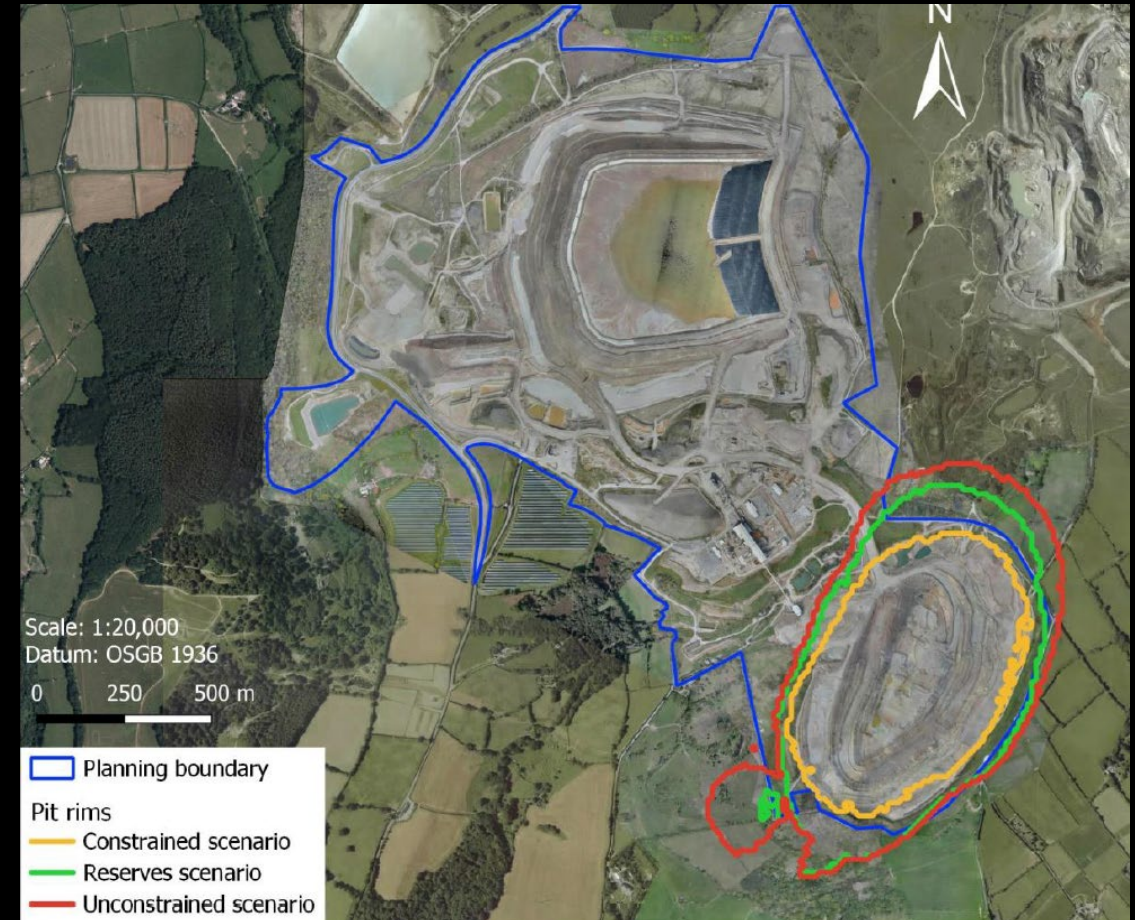 N
Scale: 1:20,000
Datum: OSGB 1936
0 250 500 m
Planning boundary
Pit rims
Constrained scenario
Reserves scenario
Unconstrained scenario